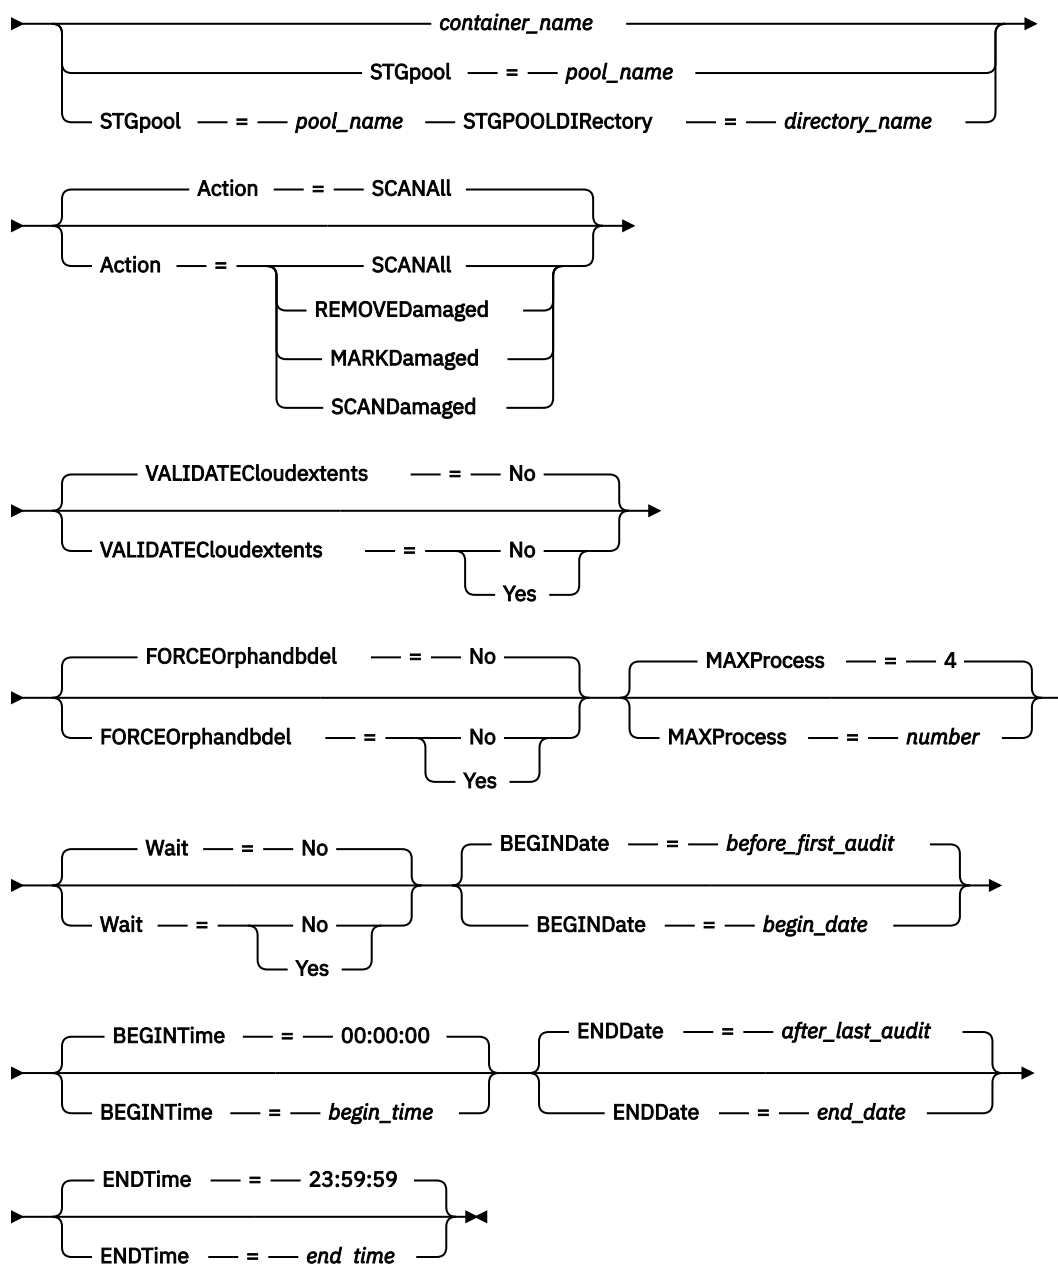 container_name
STGpool = pool_name
STGpool = pool_name STGPOOLDIRectory = directory_name
Action = SCANAll
Action = SCANAll
REMOVEDamaged
MARKDamaged
SCANDamaged
VALIDATECloudextents = No
VALIDATECloudextents = No
Yes
FORCEOrphandbdel = No MAXProcess = 4
FORCEOrphandbdel = No MAXProcess = number
Yes
Wait = No BEGINDate = before_first_audit
Wait = No BEGINDate = begin_date
Yes
BEGINTime = 00:00:00 ENDDate = after_last_audit
BEGINTime = begin_time ENDDate = end_date
ENDTime = 23:59:59
ENDTime = end_time